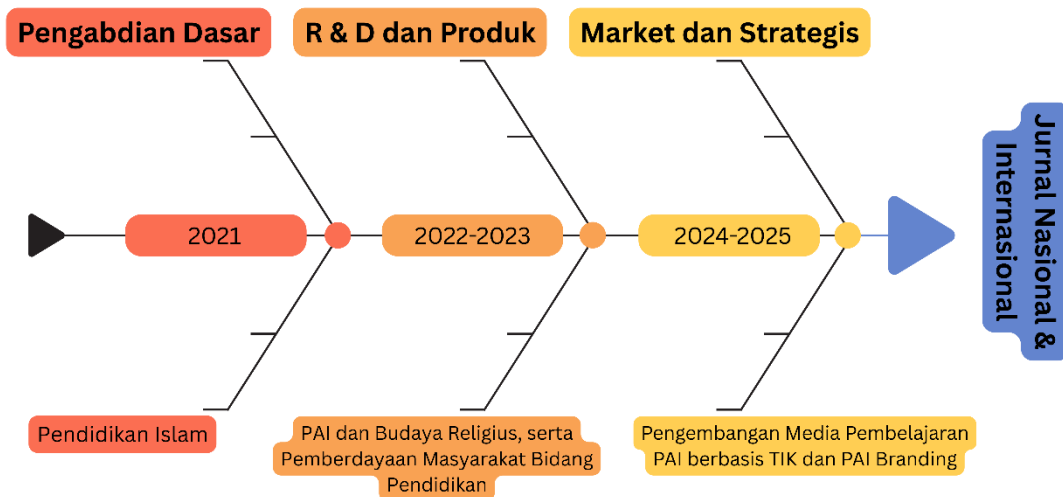 Pengabdian Dasar
R & D dan Produk
Market dan Strategis
2021
2022-2023
2024-2025
Jurnal Nasional &
Internasional
Pendidikan Islam
PAI dan Budaya Religius, serta
Pemberdayaan Masyarakat Bidang
Pendidikan
Pengembangan Media Pembelajaran
PAI berbasis TIK dan PAI Branding